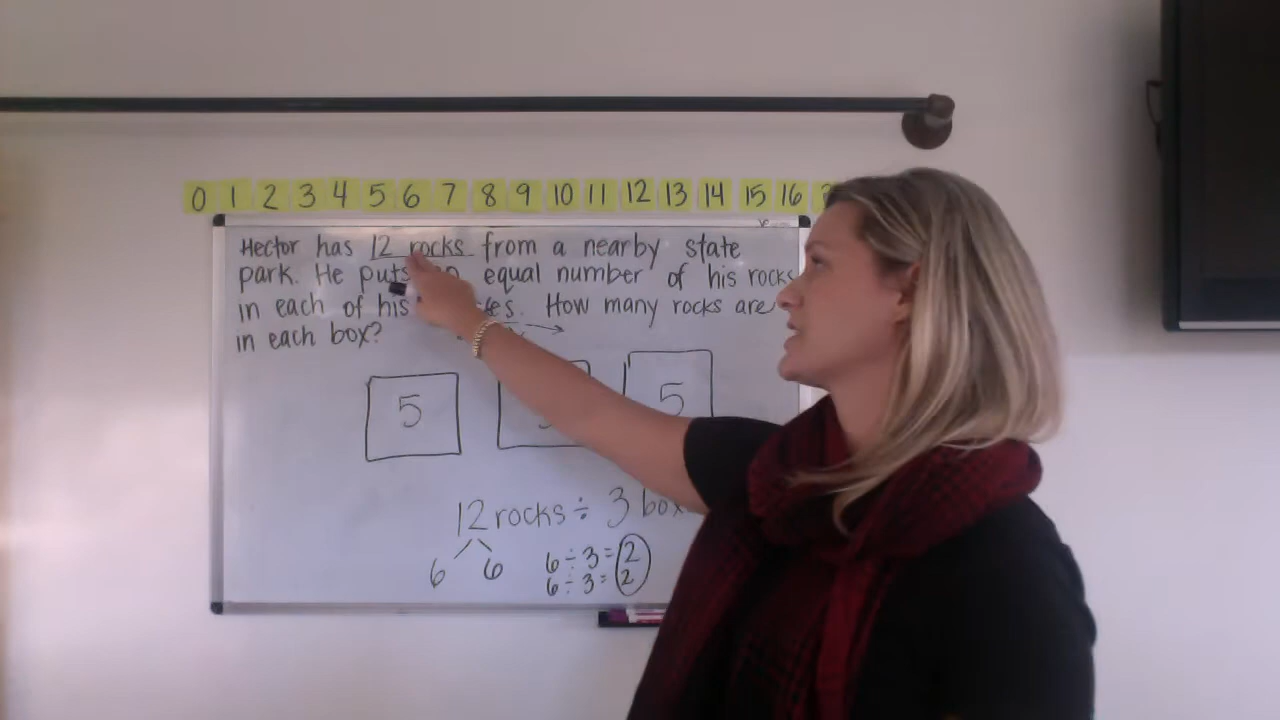 0 1 2 3 4 5 6 7 8 9 10 11 12 13 14 15 16
Hector has 12 rocks from a nearby state
park. He puts equal number of his rocks
in each of his How many rocks are
in each box?
5 5
12 rocks ÷ 3
6 6
6 ÷ 3 = 2
6 ÷ 3 = 2